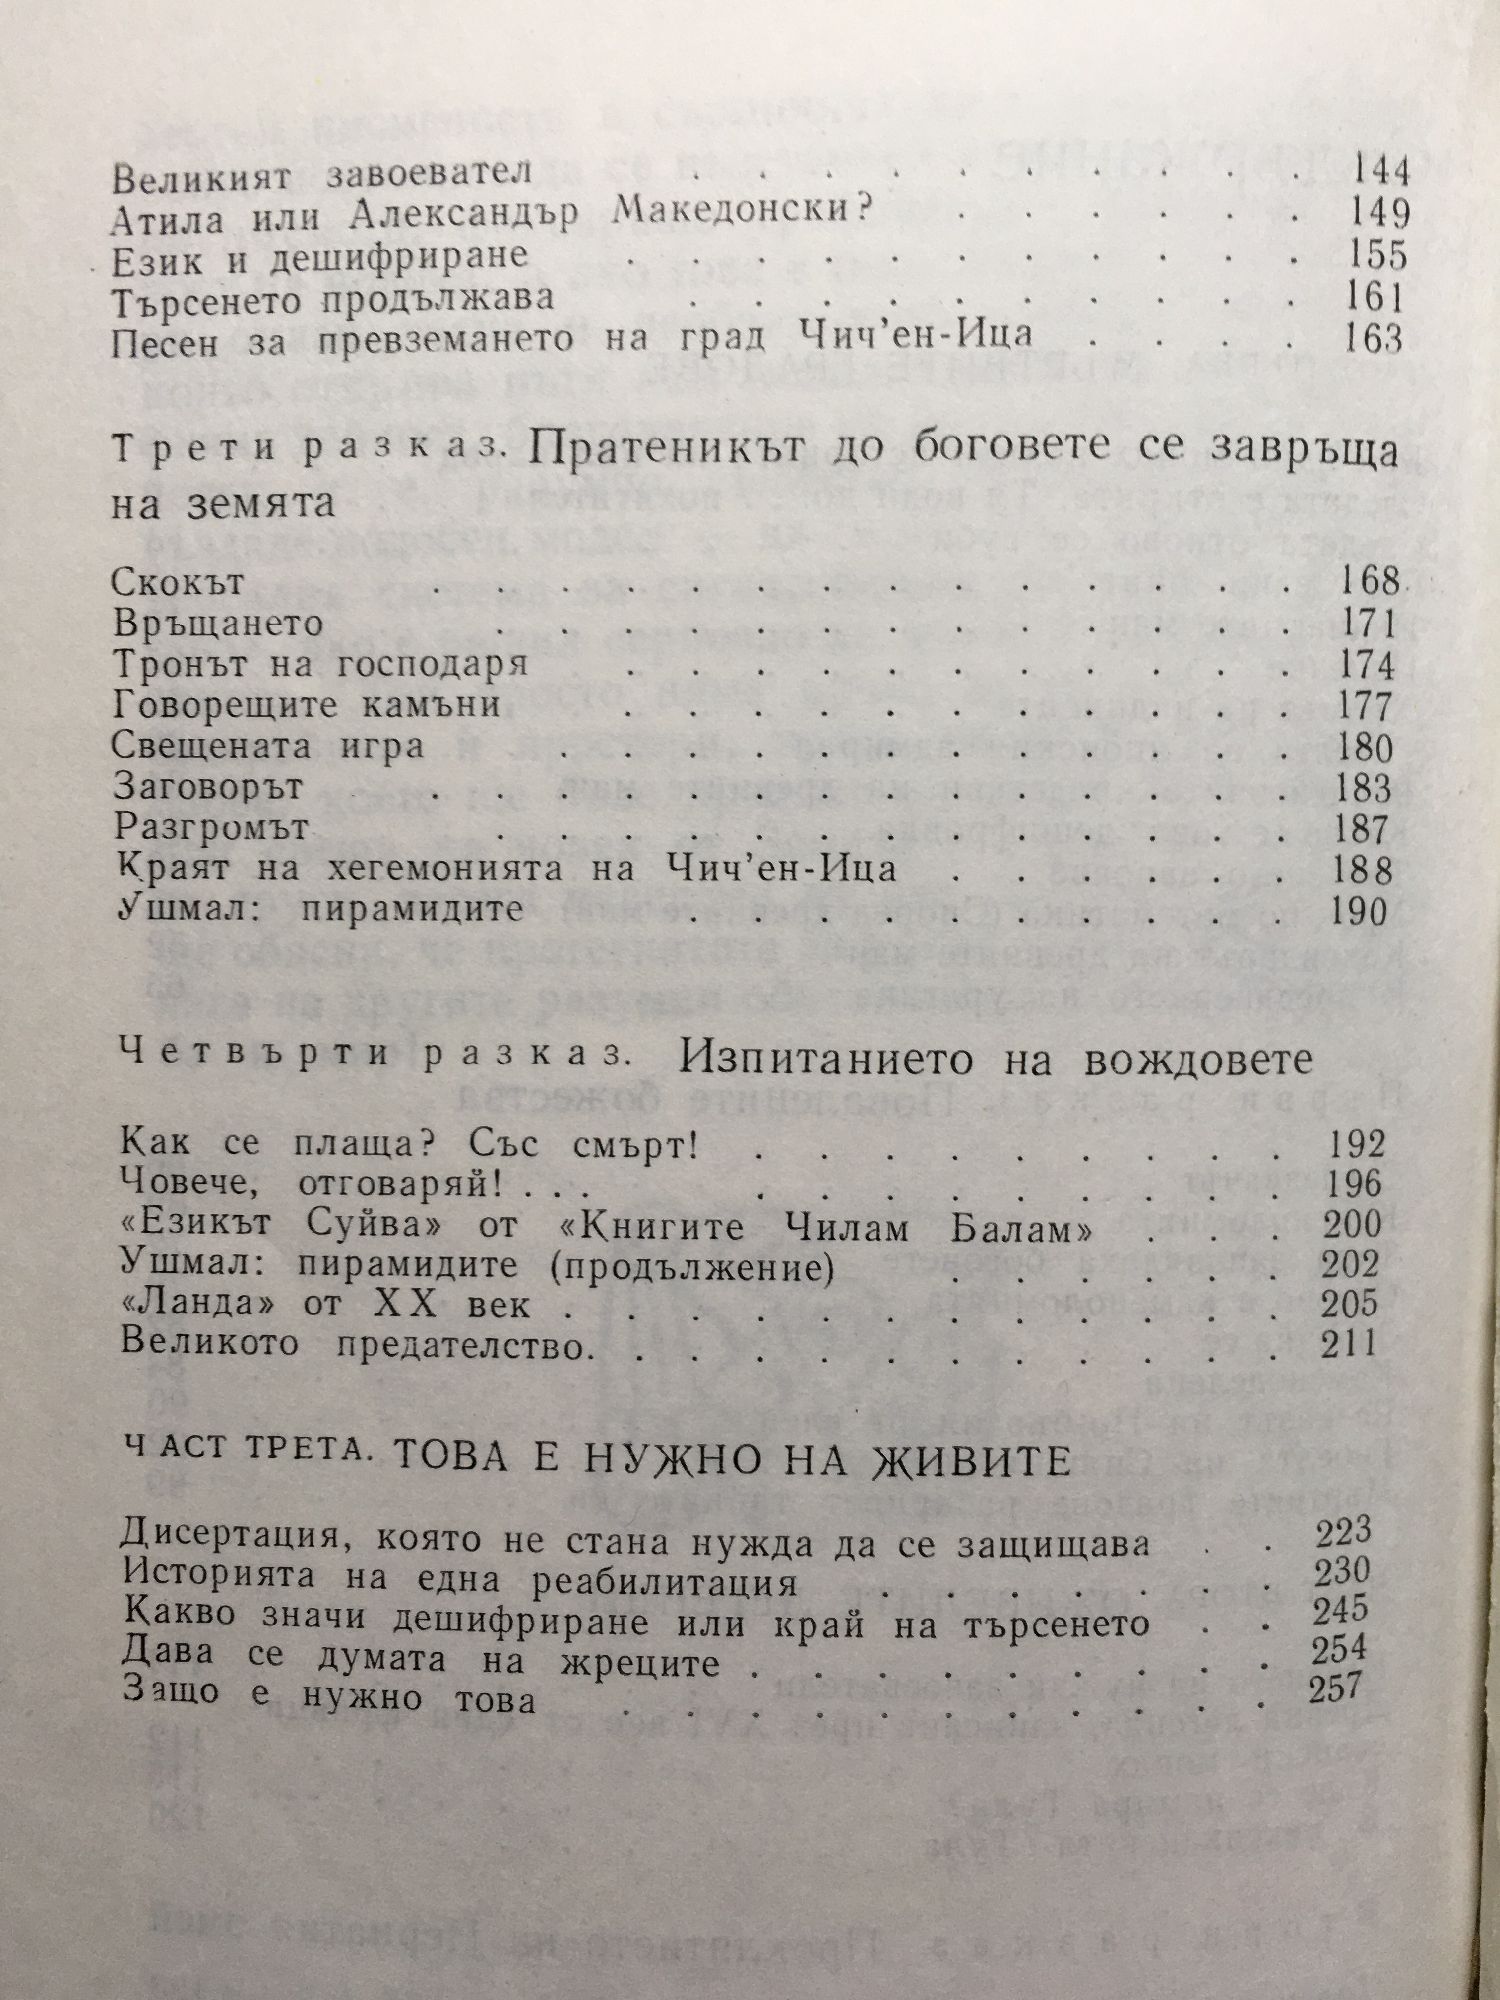 Великият завоевател . . . . . . . . . . 144
Атила или Александър Македонски? . . . . . . 149
Език и дешифриране . . . . . . . . . . . 155
Търсенето продължава . . . . . . . . . . 161
Песен за превземането на град Чич’ен-Ица . . . . 163
Трети разказ. Пратеникът до боговете се завръща
на земята
Скокът . . . . . . . . . . . . . . 168
Връщането . . . . . . . . . . . . . 171
Тронът на господаря . . . . . . . . . . . 174
Говорещите камъни . . . . . . . . . . . 177
Свещената игра . . . . . . . . . . . . 180
Заговорът . . . . . . . . . . . . . . 183
Разгромът . . . . . . . . . . . . . 187
Краят на хегемонията на Чич’ен-Ица . . . . . . 188
Ушмал: пирамидите . . . . . . . . . . 190
Четвърти разказ. Изпитанието на вождовете
Как се плаща? Със смърт! . . . . . . . . . 192
Човече, отговаряй! . . . . . . . . . . . . 196
«Езикът Суйва» от «Книгите Чилам Балам» . . . 200
Ушмал: пирамидите (продължение) . . . . . . 202
«Ланда» от XX век . . . . . . . . . . . . 205
Великото предателство. . . . . . . . . . . . 211
ЧАСТ ТРЕТА. ТОВА Е НУЖНО НА ЖИВИТЕ
Дисертация, която не стана нужда да се защищава . . 223
Историята на една реабилитация . . . . . . . 230
Какво значи дешифриране или край на търсенето . . 245
Дава се думата на жреците . . . . . . . . . 254
Защо е нужно това . . . . . . . . . . . 257